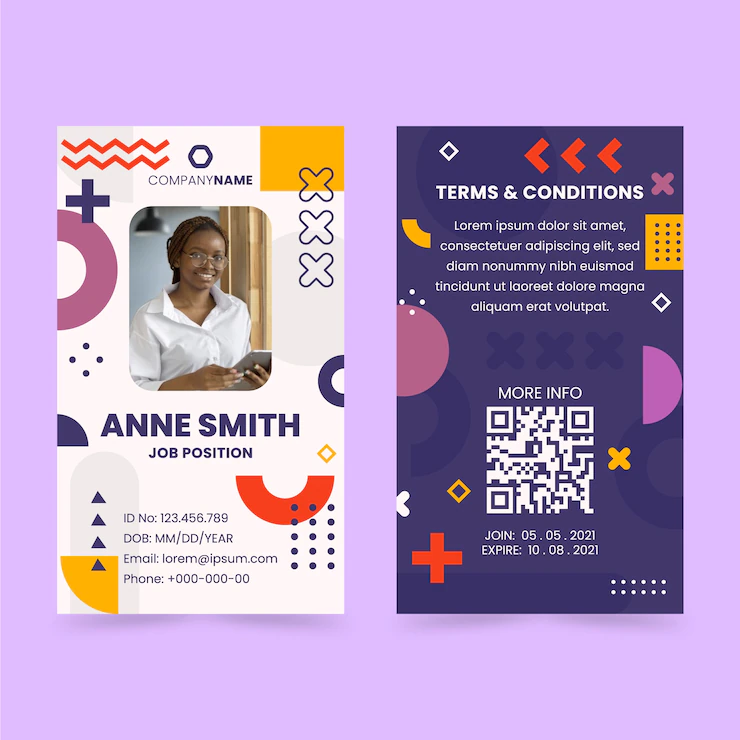 COMPANYNAME
ANNE SMITH
JOB POSITION
ID No: 123.456.789
DOB: MM/DD/YEAR
Email: lorem@ipsum.com
Phone: +000-000-00
TERMS & CONDITIONS
Lorem ipsum dolor sit amet,
consectetuer adipiscing elit, sed
diam nonummy nibh euismod
tincidunt ut laoreet dolore magna
aliquam erat volutpat.
MORE INFO
JOIN: 05 . 05 . 2021
EXPIRE: 10 . 08 . 2021